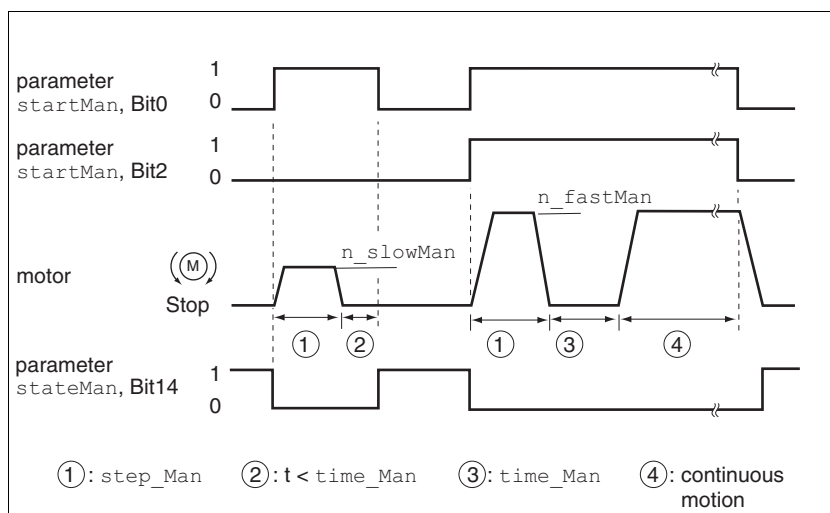 parameter
startMan, Bit0
1
0
parameter
startMan, Bit2
1
0
n_fastMan
n_slowMan
motor
M
Stop
1
2
1
3
4
parameter
stateMan, Bit14
1
0
1: step_Man
2: t < time_Man
3: time_Man
4: continuous
motion